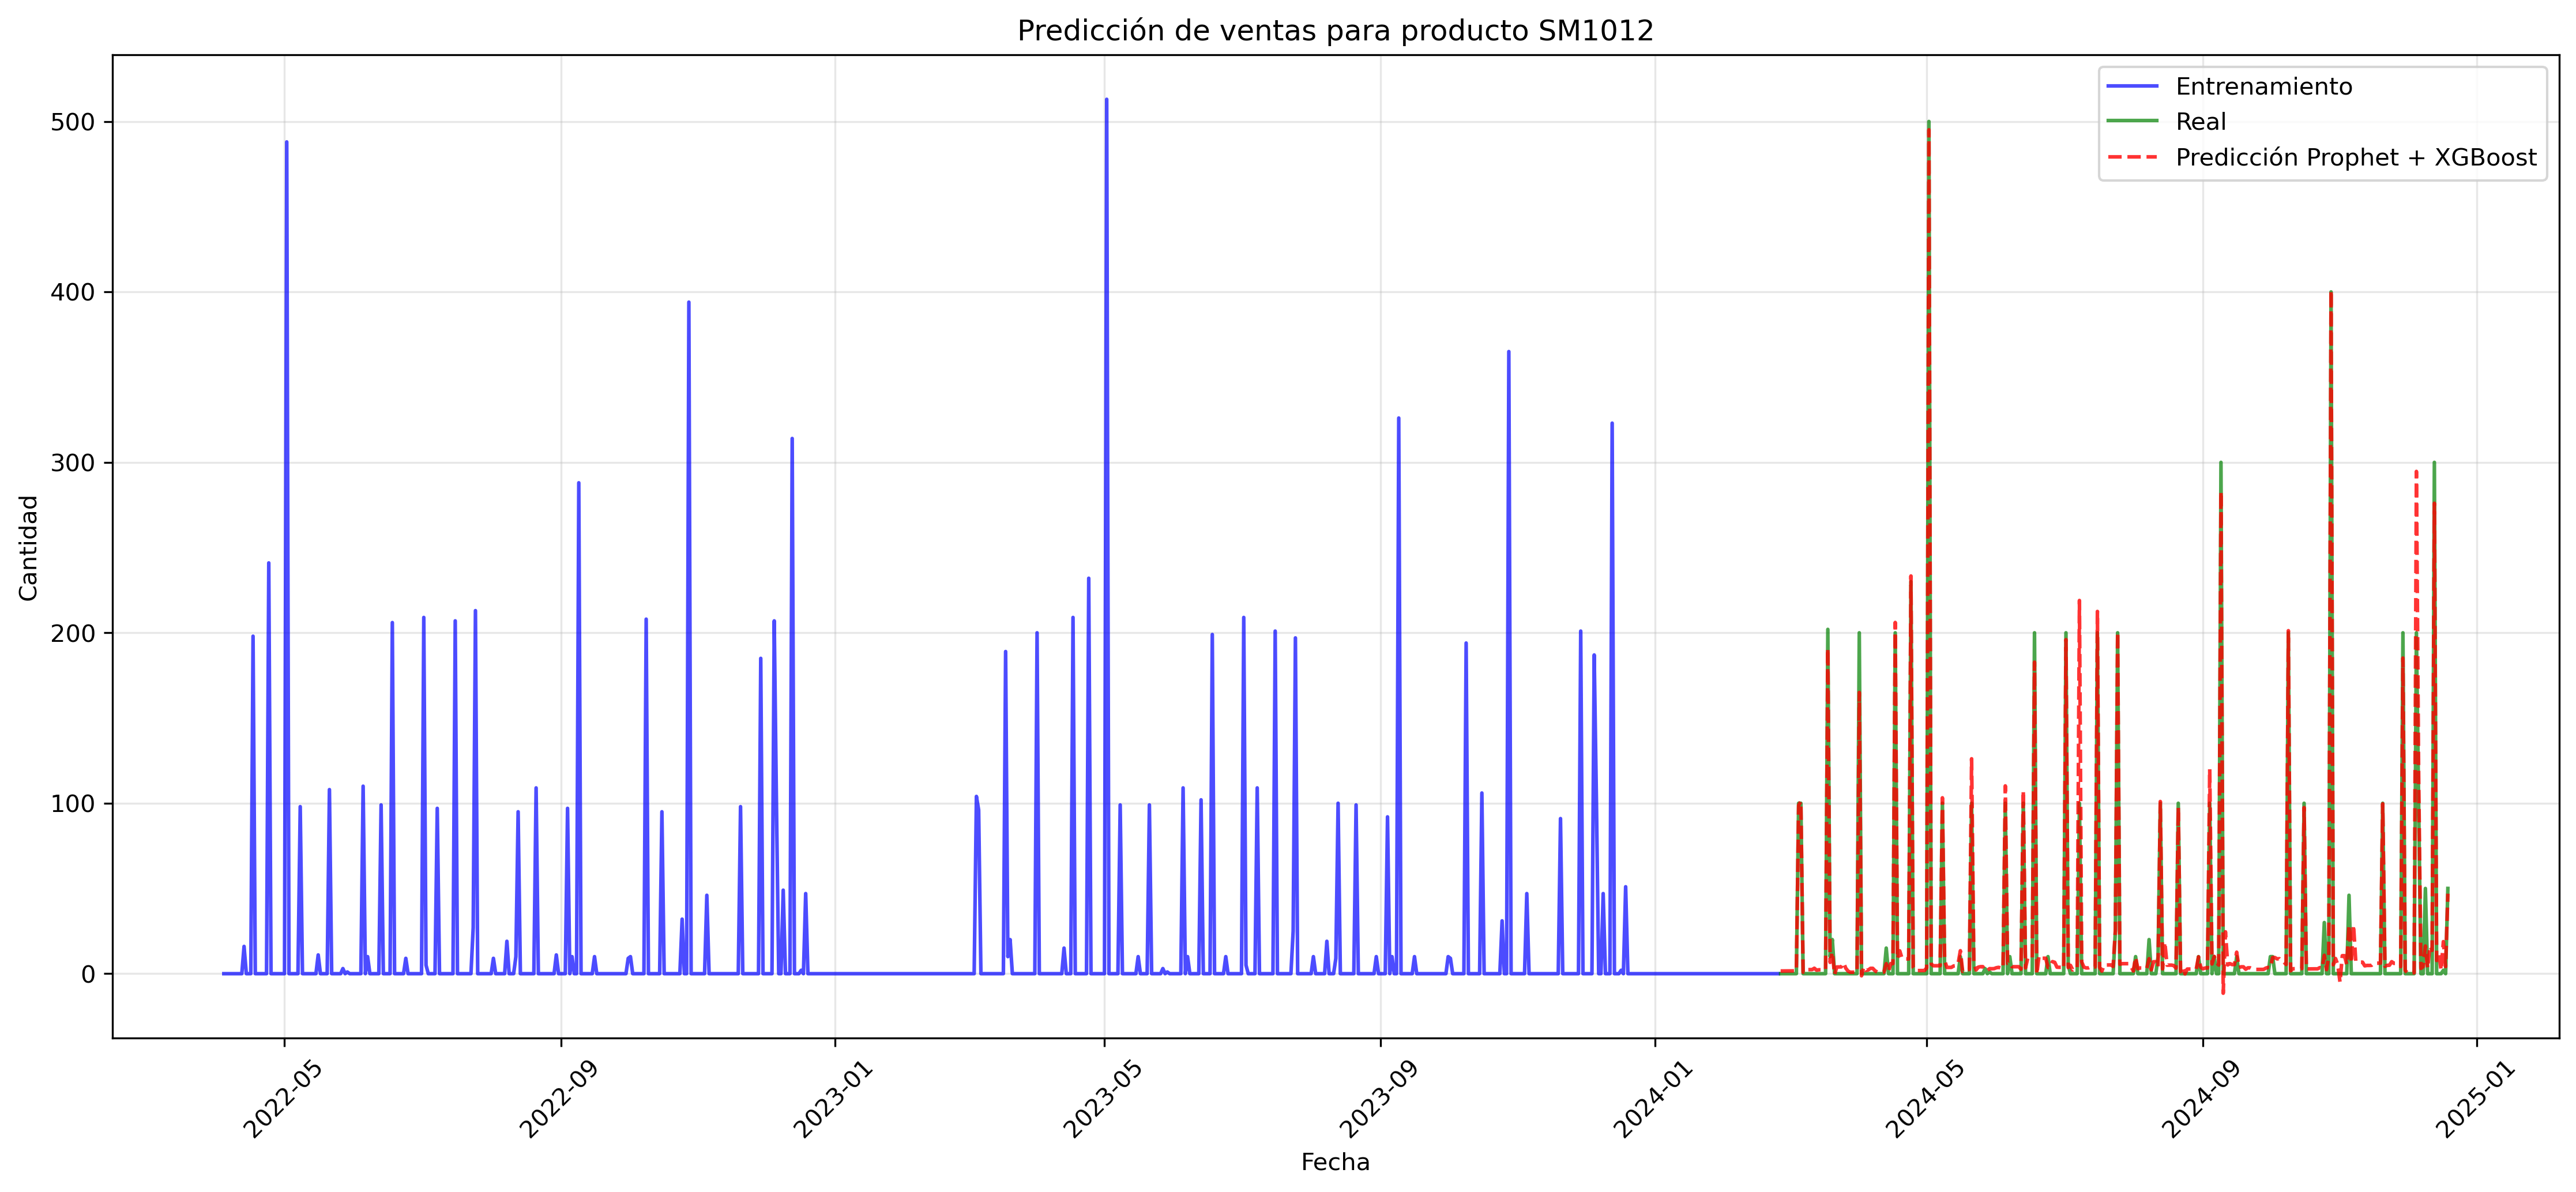 Predicción de ventas para producto SM1012
Entrenamiento
Real
Predicción Prophet + XGBoost
500
400
300
200
100
0
Cantidad
2022-05
2022-09
2023-01
2023-05
2023-09
2024-01
2024-05
2024-09
2025-01
Fecha